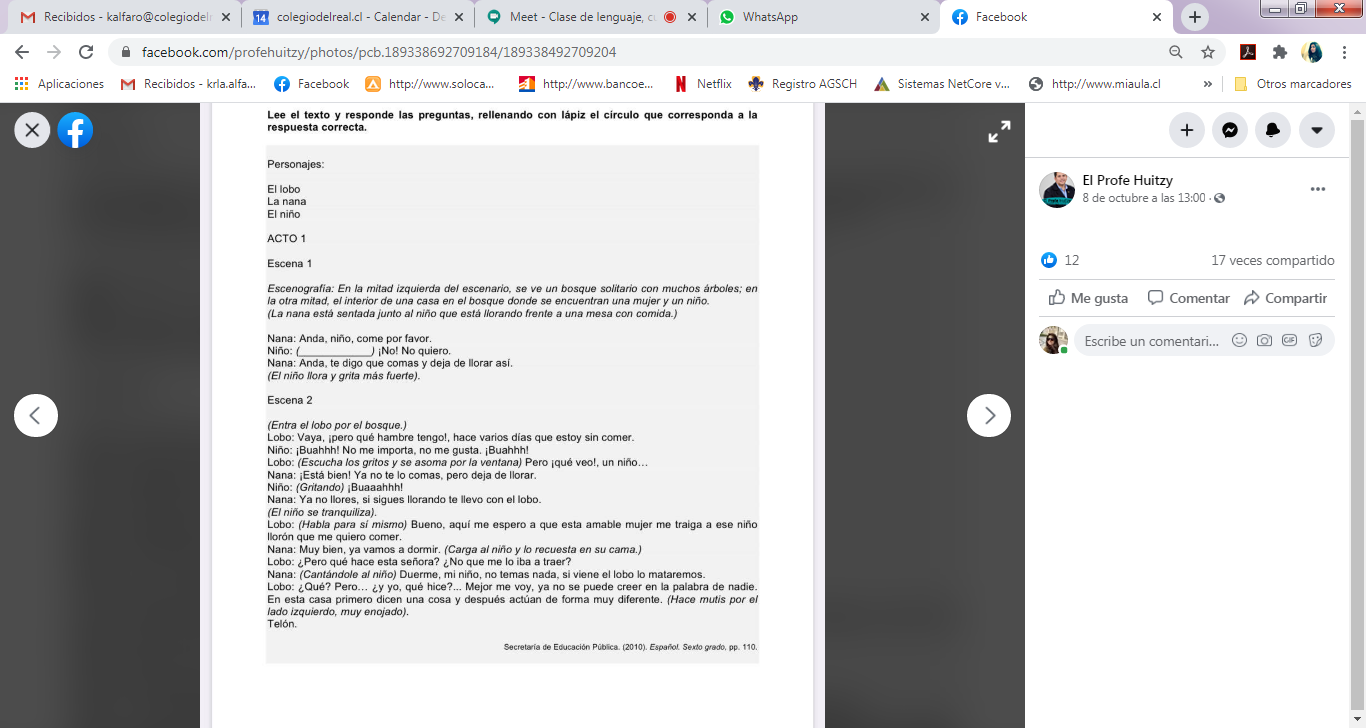 Recibidos - kalfaro@colegiodelr
colegiodelreal.cl - Calendar - De
Meet - Clase de lenguaje, c
WhatsApp
Facebook
facebook.com/profehuitzy/photos/pcb.189338692709184/189338492709204
Aplicaciones
Recibidos - krla.alfa...
Facebook
http://www.soloca...
http://www.bancoe...
Netflix
Registro AGSCH
Sistemas NetCore v...
http://www.miaula.cl
»
Otros marcadores
Lee el texto y responde las preguntas, rellenando con lápiz el círculo que corresponda a la
respuesta correcta.
Personajes:
El lobo
La nana
El niño
ACTO 1
Escena 1
Escenografía: En la mitad izquierda del escenario, se ve un bosque solitario con muchos árboles; en
la otra mitad, el interior de una casa en el bosque donde se encuentran una mujer y un niño.
(La nana está sentada junto al niño que está llorando frente a una mesa con comida.)
Nana: Anda, niño, come por favor.
Niño: (____________) ¡No! No quiero.
Nana: Anda, te digo que comas y deja de llorar así.
(El niño llora y grita más fuerte).
Escena 2
(Entra el lobo por el bosque.)
Lobo: Vaya, ¡pero qué hambre tengo!, hace varios días que estoy sin comer.
Niño: ¡Buahhh! No me importa, no me gusta. ¡Buahhh!
Lobo: (Escucha los gritos y se asoma por la ventana) Pero ¡qué veo!, un niño…
Nana: ¡Está bien! Ya no te lo comas, pero deja de llorar.
Niño: (Gritando) ¡Buaaahhh!
Nana: Ya no llores, si sigues llorando te llevo con el lobo.
(El niño se tranquiliza).
Lobo: (Habla para sí mismo) Bueno, aquí me espero a que esta amable mujer me traiga a ese niño
llorón que me quiero comer.
Nana: Muy bien, ya vamos a dormir. (Carga al niño y lo recuesta en su cama.)
Lobo: ¿Pero qué hace esta señora? ¿No que me lo iba a traer?
Nana: (Cantándole al niño) Duerme, mi niño, no temas nada, si viene el lobo lo mataremos.
Lobo: ¿Qué? Pero… ¿y yo, qué hice?... Mejor me voy, ya no se puede creer en la palabra de nadie.
En esta casa primero dicen una cosa y después actúan de forma muy diferente. (Hace mutis por el
lado izquierdo, muy enojado).
Telón.
Secretaría de Educación Pública. (2010). Español. Sexto grado, pp. 110.
El Profe Huitzy
8 de octubre a las 13:00 ·
12
17 veces compartido
Me gusta
Comentar
Compartir
Escribe un comentari...
GIF